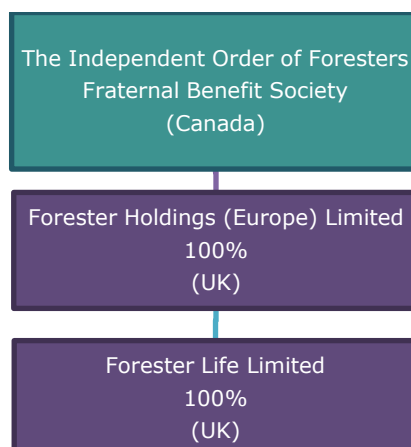 The Independent Order of Foresters
Fraternal Benefit Society
(Canada)
Forester Holdings (Europe) Limited
100%
(UK)
Forester Life Limited
100%
(UK)